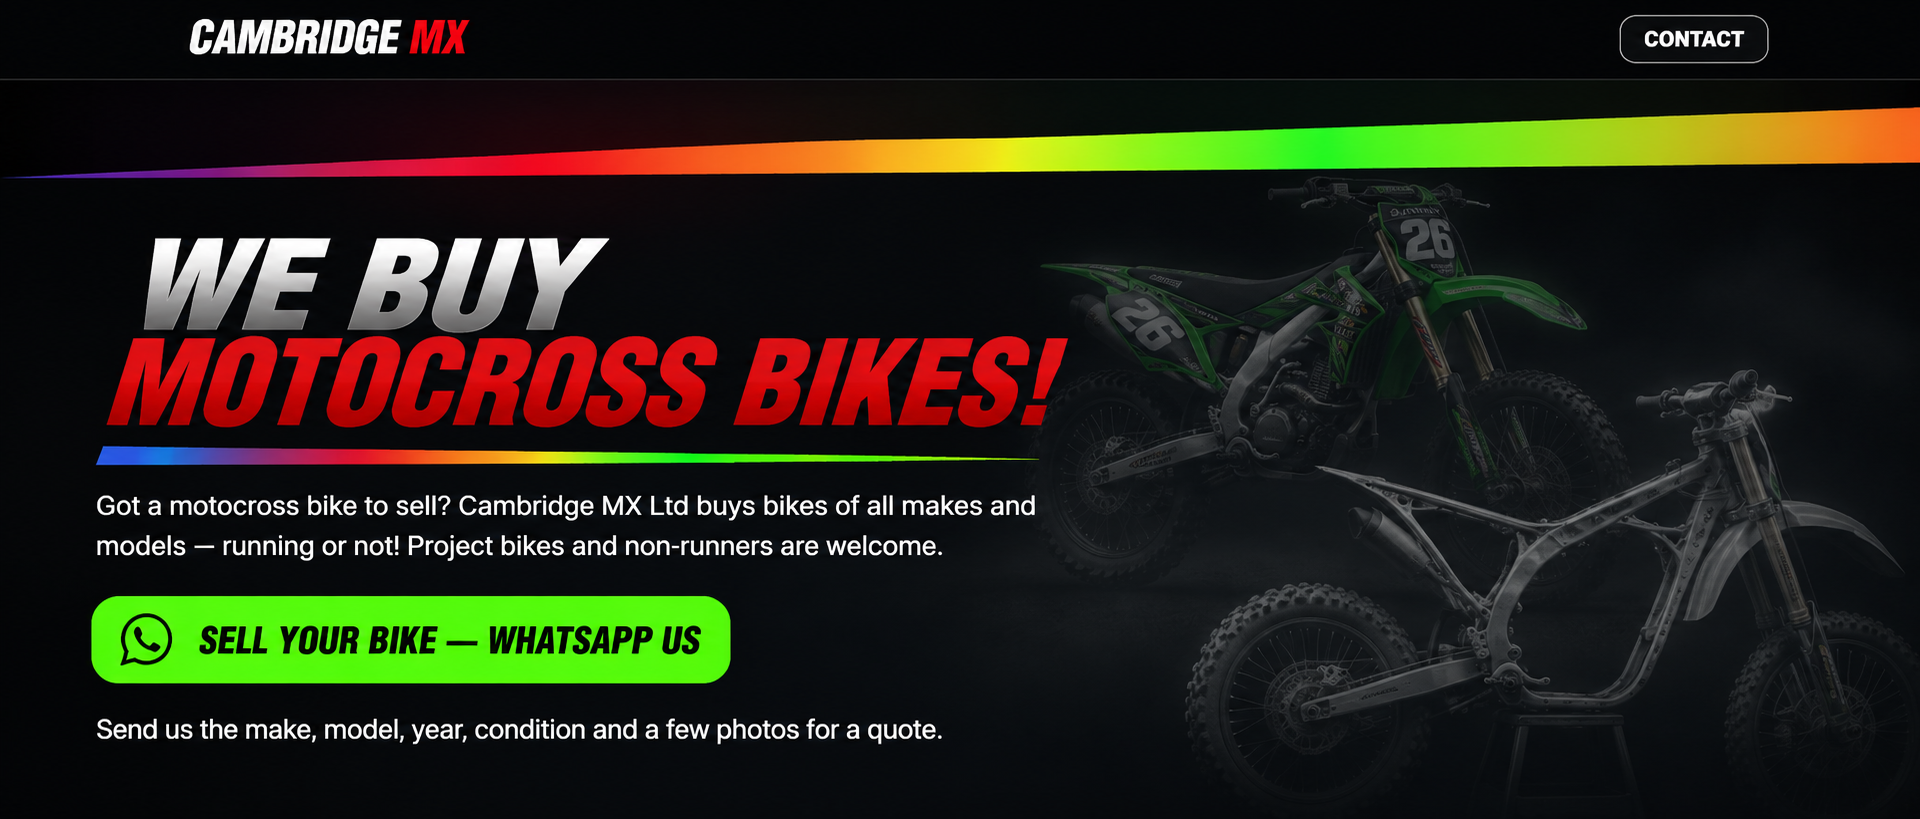 CAMBRIDGE MX
CONTACT
WE BUY
MOTOCROSS BIKES!
Got a motocross bike to sell? Cambridge MX Ltd buys bikes of all makes and
models — running or not! Project bikes and non-runners are welcome.
SELL YOUR BIKE — WHATSAPP US
Send us the make, model, year, condition and a few photos for a quote.
26
26